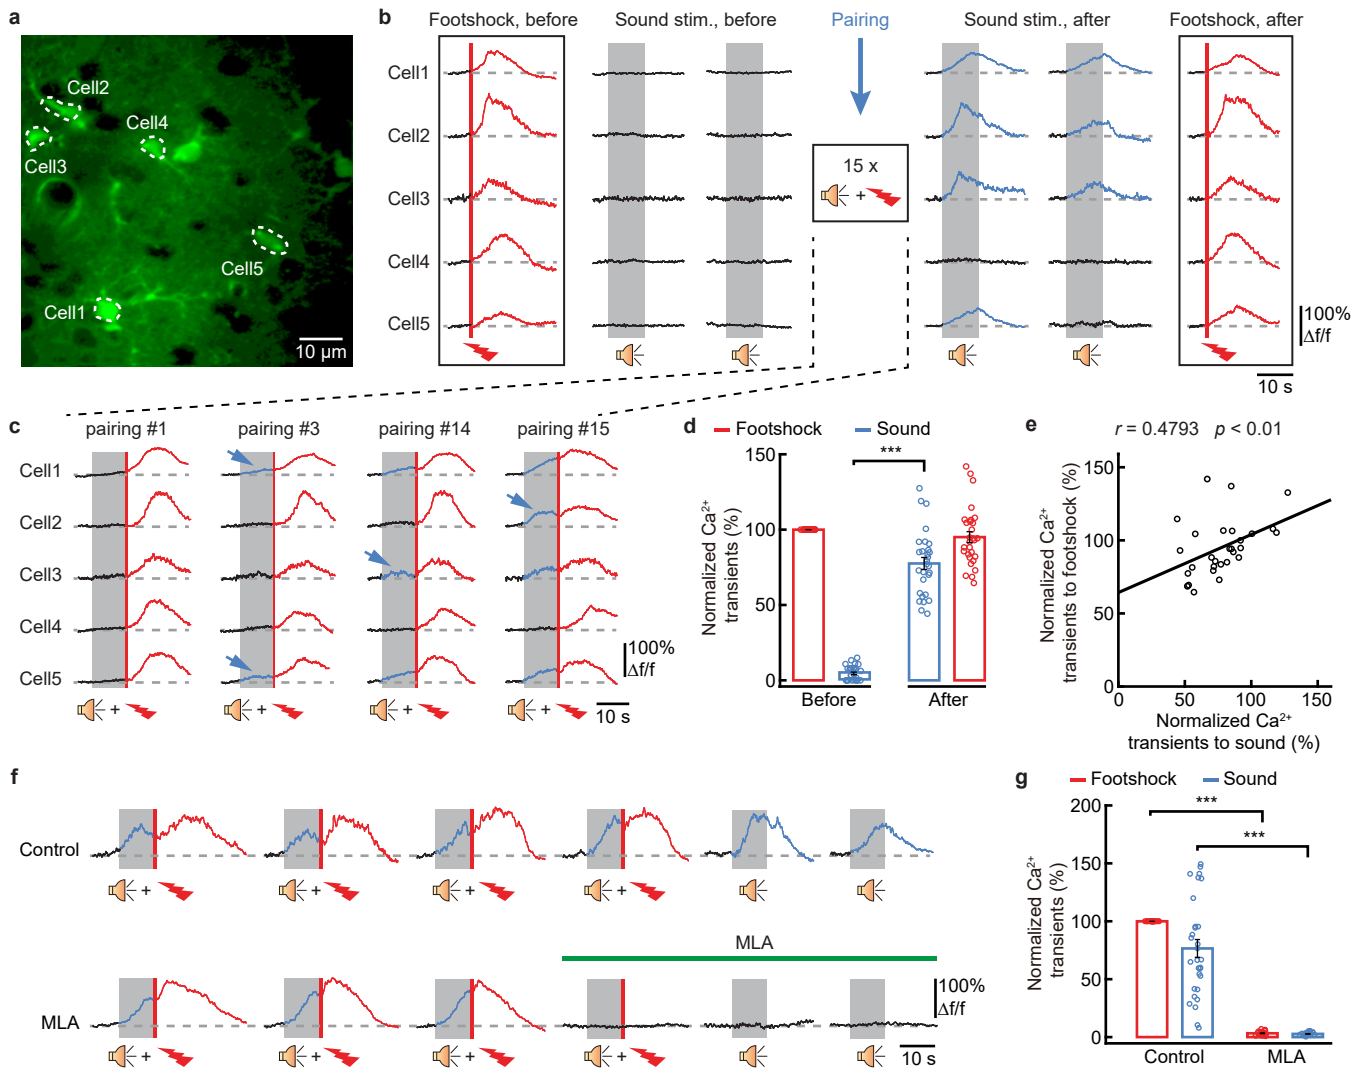 a
Cell2
Cell4
Cell3
Cell5
Cell1
10 µm
b
Footshock, before
Sound stim., before
Pairing
Sound stim., after
Footshock, after
Cell1
Cell2
Cell3
Cell4
Cell5
15 x
+
100%
Δf/f
10 s
c
pairing #1
pairing #3
pairing #14
pairing #15
Cell1
Cell2
Cell3
Cell4
Cell5
100%
Δf/f
+
+
+
+
10 s
d
Footshock
Sound
***
Normalized Ca²⁺
transients (%)
150
100
50
0
Before
After
e
r = 0.4793 p < 0.01
Normalized Ca²⁺
transients to footshock (%)
150
100
50
0
0
50
100
150
Normalized Ca²⁺
transients to sound (%)
f
Control
+
+
+
+
MLA
MLA
100%
Δf/f
+
+
+
+
10 s
g
Footshock
Sound
***
***
Normalized Ca²⁺
transients (%)
200
150
100
50
0
Control
MLA